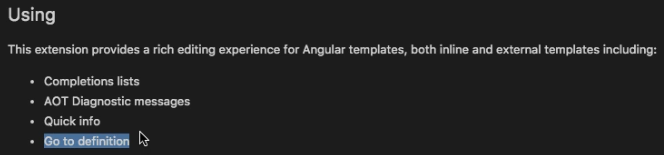 Using
This extension provides a rich editing experience for Angular templates, both inline and external templates including:
• Completions lists
• AOT Diagnostic messages
• Quick info
• Go to definition